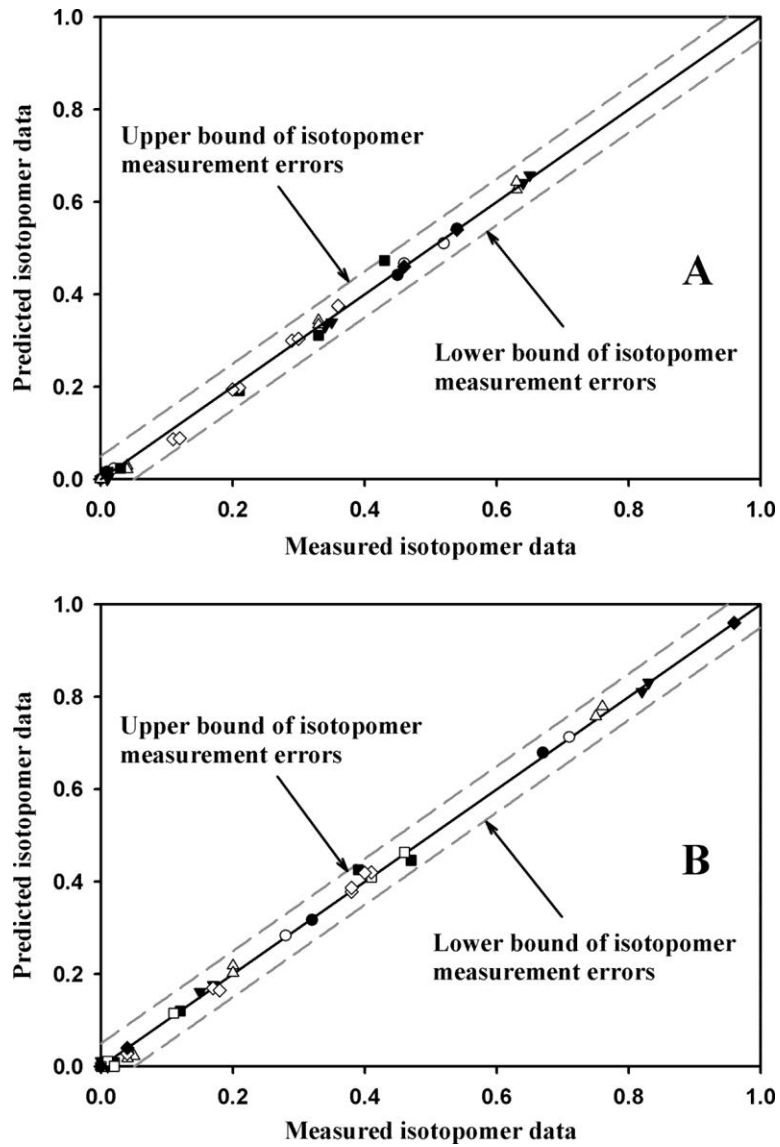 1.0
0.8
0.6
0.4
0.2
0.0
Predicted isotopomer data
Upper bound of isotopomer
measurement errors
A
Lower bound of isotopomer
measurement errors
0.0 0.2 0.4 0.6 0.8 1.0
Measured isotopomer data
1.0
0.8
0.6
0.4
0.2
0.0
Predicted isotopomer data
Upper bound of isotopomer
measurement errors
B
Lower bound of isotopomer
measurement errors
0.0 0.2 0.4 0.6 0.8 1.0
Measured isotopomer data